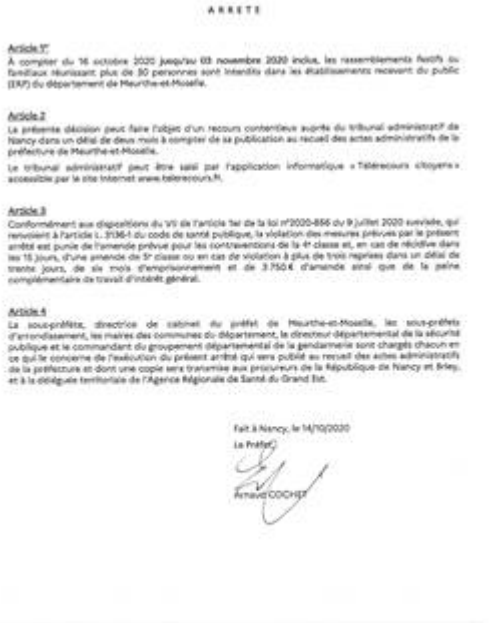 ARRETE
Article 1er
À compter du 16 octobre 2020 jusqu'au 03 novembre 2020 inclus, les rassemblements festifs ou
familiaux réunissant plus de 30 personnes sont interdits dans les établissements recevant du public
(ERP) du département de Meurthe-et-Moselle.
Article 2
La présente décision peut faire l'objet d'un recours contentieux auprès du tribunal administratif de
Nancy dans un délai de deux mois à compter de sa publication au recueil des actes administratifs de la
préfecture de Meurthe-et-Moselle.
Le tribunal administratif peut être saisi par l'application informatique « Télérecours citoyens »
accessible par le site Internet www.telerecours.fr.
Article 3
Conformément aux dispositions du VII de l'article 1er de la loi n°2020-856 du 9 juillet 2020 susvisée, qui
renvoient à l'article L. 3136-1 du code de santé publique, la violation des mesures prévues par le présent
arrêté est punie de l'amende prévue pour les contraventions de la 4e classe et, en cas de récidive dans
les 15 jours, d'une amende de 5e classe ou en cas de violation à plus de trois reprises dans un délai de
trente jours, de six mois d'emprisonnement et de 3 750 € d'amende ainsi que de la peine
complémentaire de travail d'intérêt général.
Article 4
La sous-préfète, directrice de cabinet du préfet de Meurthe-et-Moselle, les sous-préfets
d'arrondissement, les maires des communes du département, le directeur départemental de la sécurité
publique et le commandant du groupement départemental de la gendarmerie sont chargés chacun en
ce qui le concerne de l'exécution du présent arrêté qui sera publié au recueil des actes administratifs
de la préfecture et dont une copie sera transmise aux procureurs de la République de Nancy et Briey,
et à la déléguée territoriale de l'Agence Régionale de Santé du Grand Est.
Fait à Nancy, le 14/10/2020
Le Préfet,
Arnaud COCHET